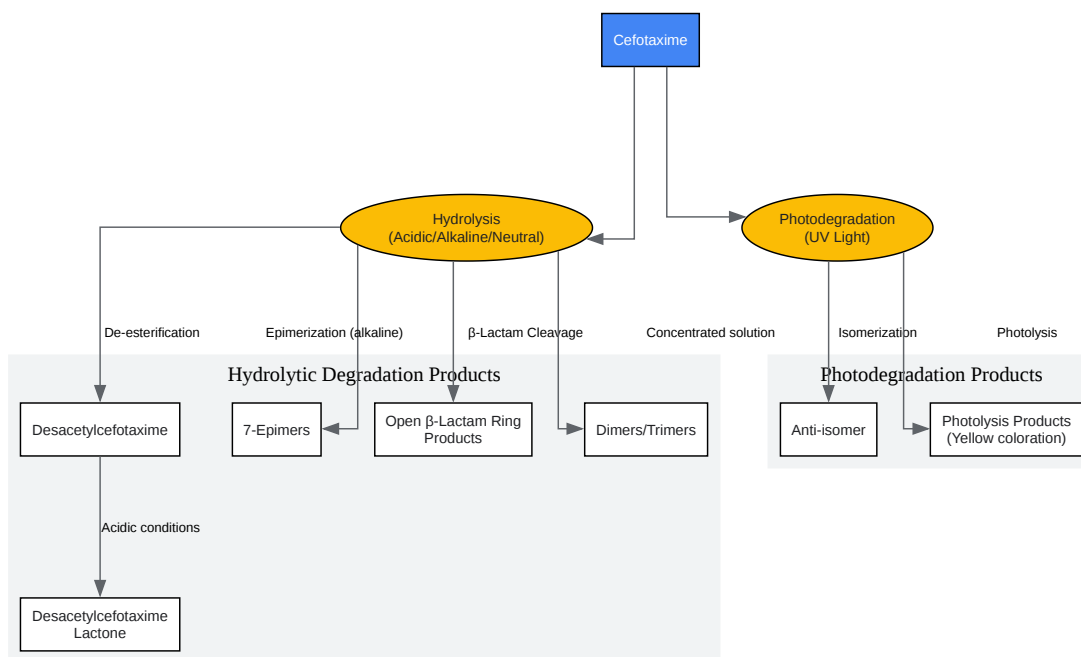 Cefotaxime
Hydrolysis
(Acidic/Alkaline/Neutral)
Photodegradation
(UV Light)
De-esterification
Epimerization (alkaline)
β-Lactam Cleavage
Concentrated solution
Isomerization
Photolysis
Hydrolytic Degradation Products
Photodegradation Products
Desacetylcefotaxime
7-Epimers
Open β-Lactam Ring
Products
Dimers/Trimers
Anti-isomer
Photolysis Products
(Yellow coloration)
Acidic conditions
Desacetylcefotaxime
Lactone